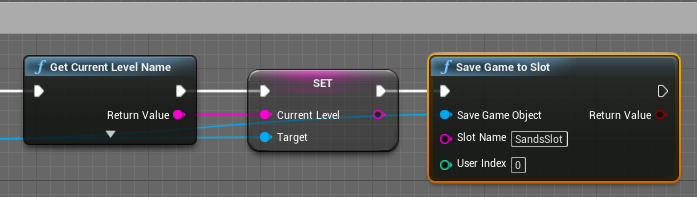 Get Current Level Name
Return Value
SET
Current Level
Target
Save Game to Slot
Save Game Object
Return Value
Slot Name SandsSlot
User Index 0